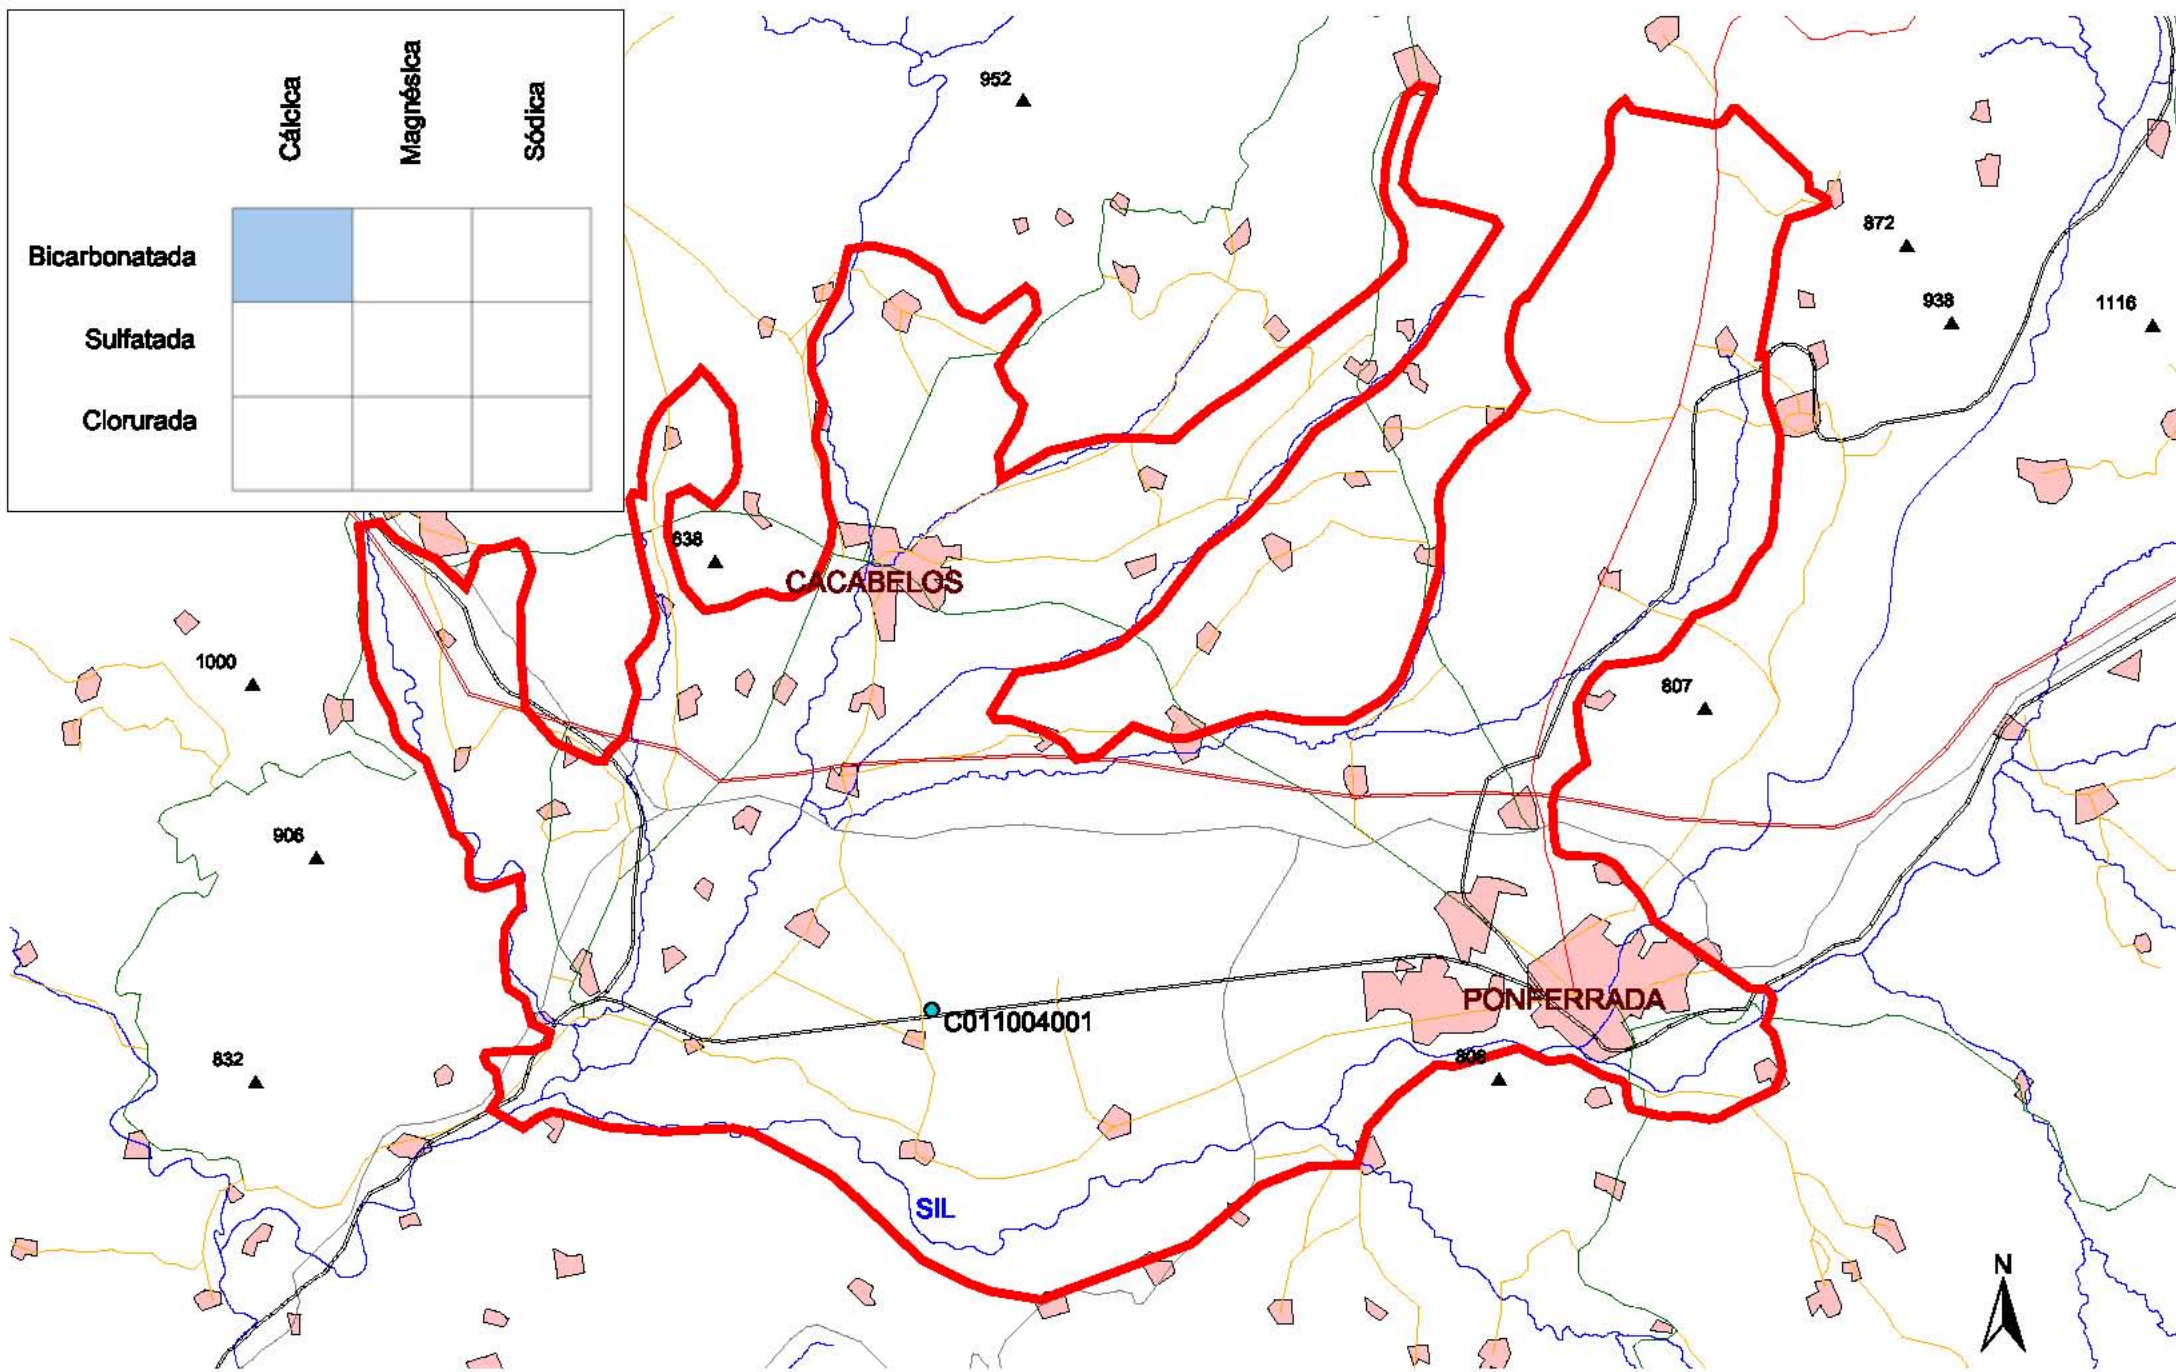 Cálcica
Magnésica
Sódica
Bicarbonatada
Sulfatada
Clorurada
952
872
938
1116
638
CACABELOS
1000
807
906
PONFERRADA
C011004001
832
808
SIL
N